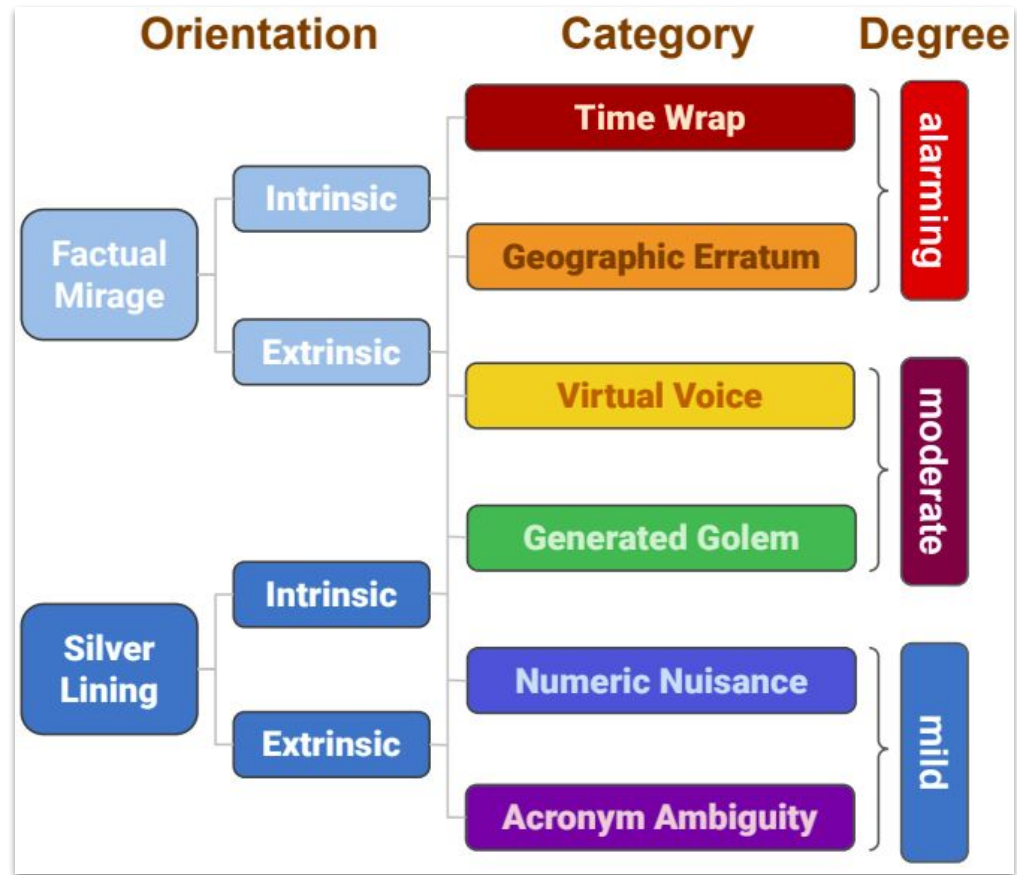 Orientation
Category
Degree
Factual
Mirage
Intrinsic
Extrinsic
Silver
Lining
Intrinsic
Extrinsic
Time Wrap
Geographic Erratum
Virtual Voice
Generated Golem
Numeric Nuisance
Acronym Ambiguity
alarming
moderate
mild